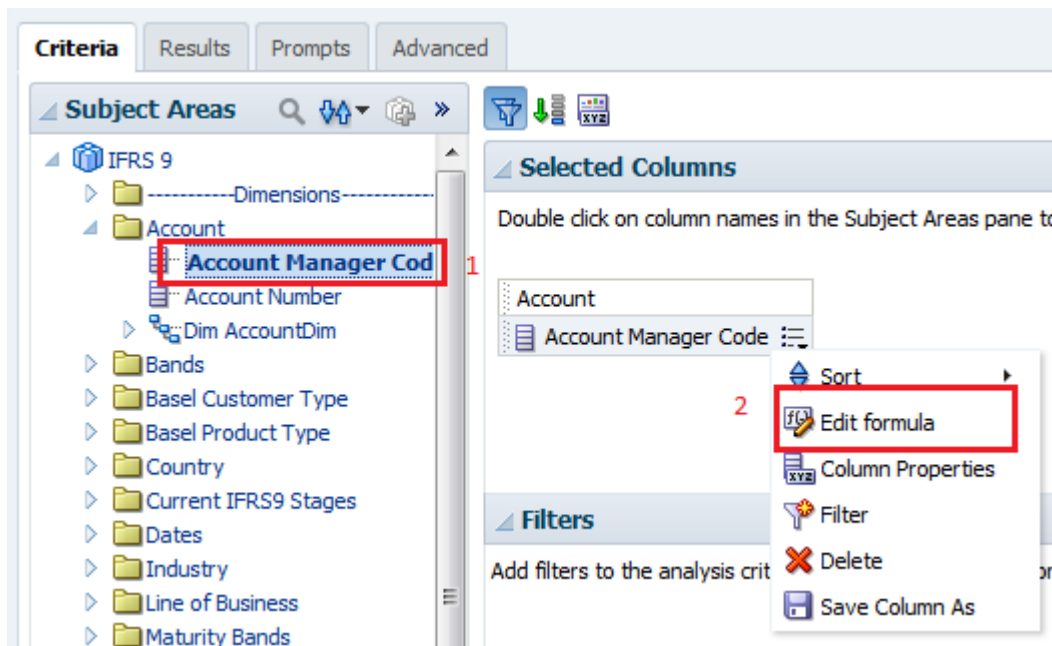 Criteria Results Prompts Advanced
Subject Areas
IFRS 9
-----------Dimensions------------
Account
Account Manager Cod
1
Account Number
Dim AccountDim
Bands
Basel Customer Type
Basel Product Type
Country
Current IFRS9 Stages
Dates
Industry
Line of Business
Maturity Bands
XYZ
Selected Columns
Double click on column names in the Subject Areas pane to
Account
Account Manager Code
Sort
2
Edit formula
XYZ
Column Properties
Filter
Delete
Save Column As
Filters
Add filters to the analysis crit